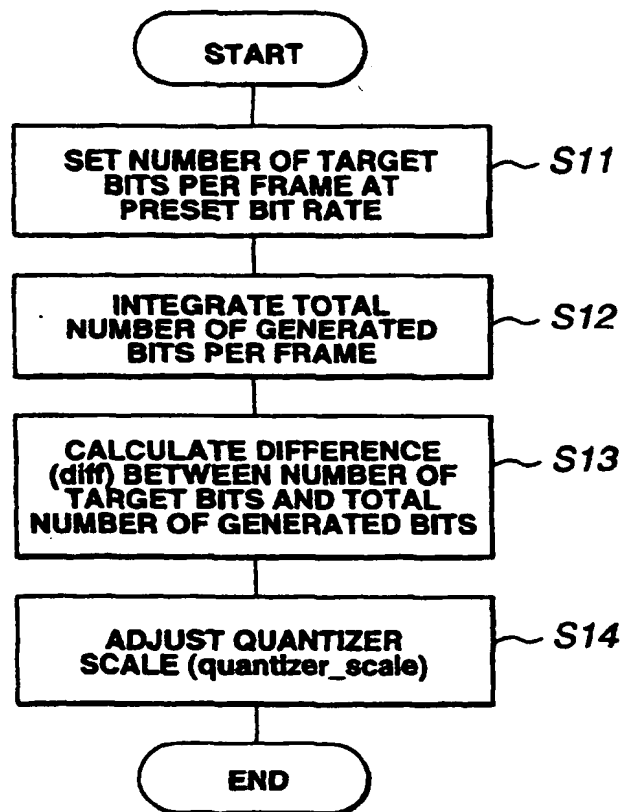 START
SET NUMBER OF TARGET
BITS PER FRAME AT
PRESET BIT RATE
S11
INTEGRATE TOTAL
NUMBER OF GENERATED
BITS PER FRAME
S12
CALCULATE DIFFERENCE
(diff) BETWEEN NUMBER OF
TARGET BITS AND TOTAL
NUMBER OF GENERATED BITS
S13
ADJUST QUANTIZER
SCALE (quantizer_scale)
S14
END